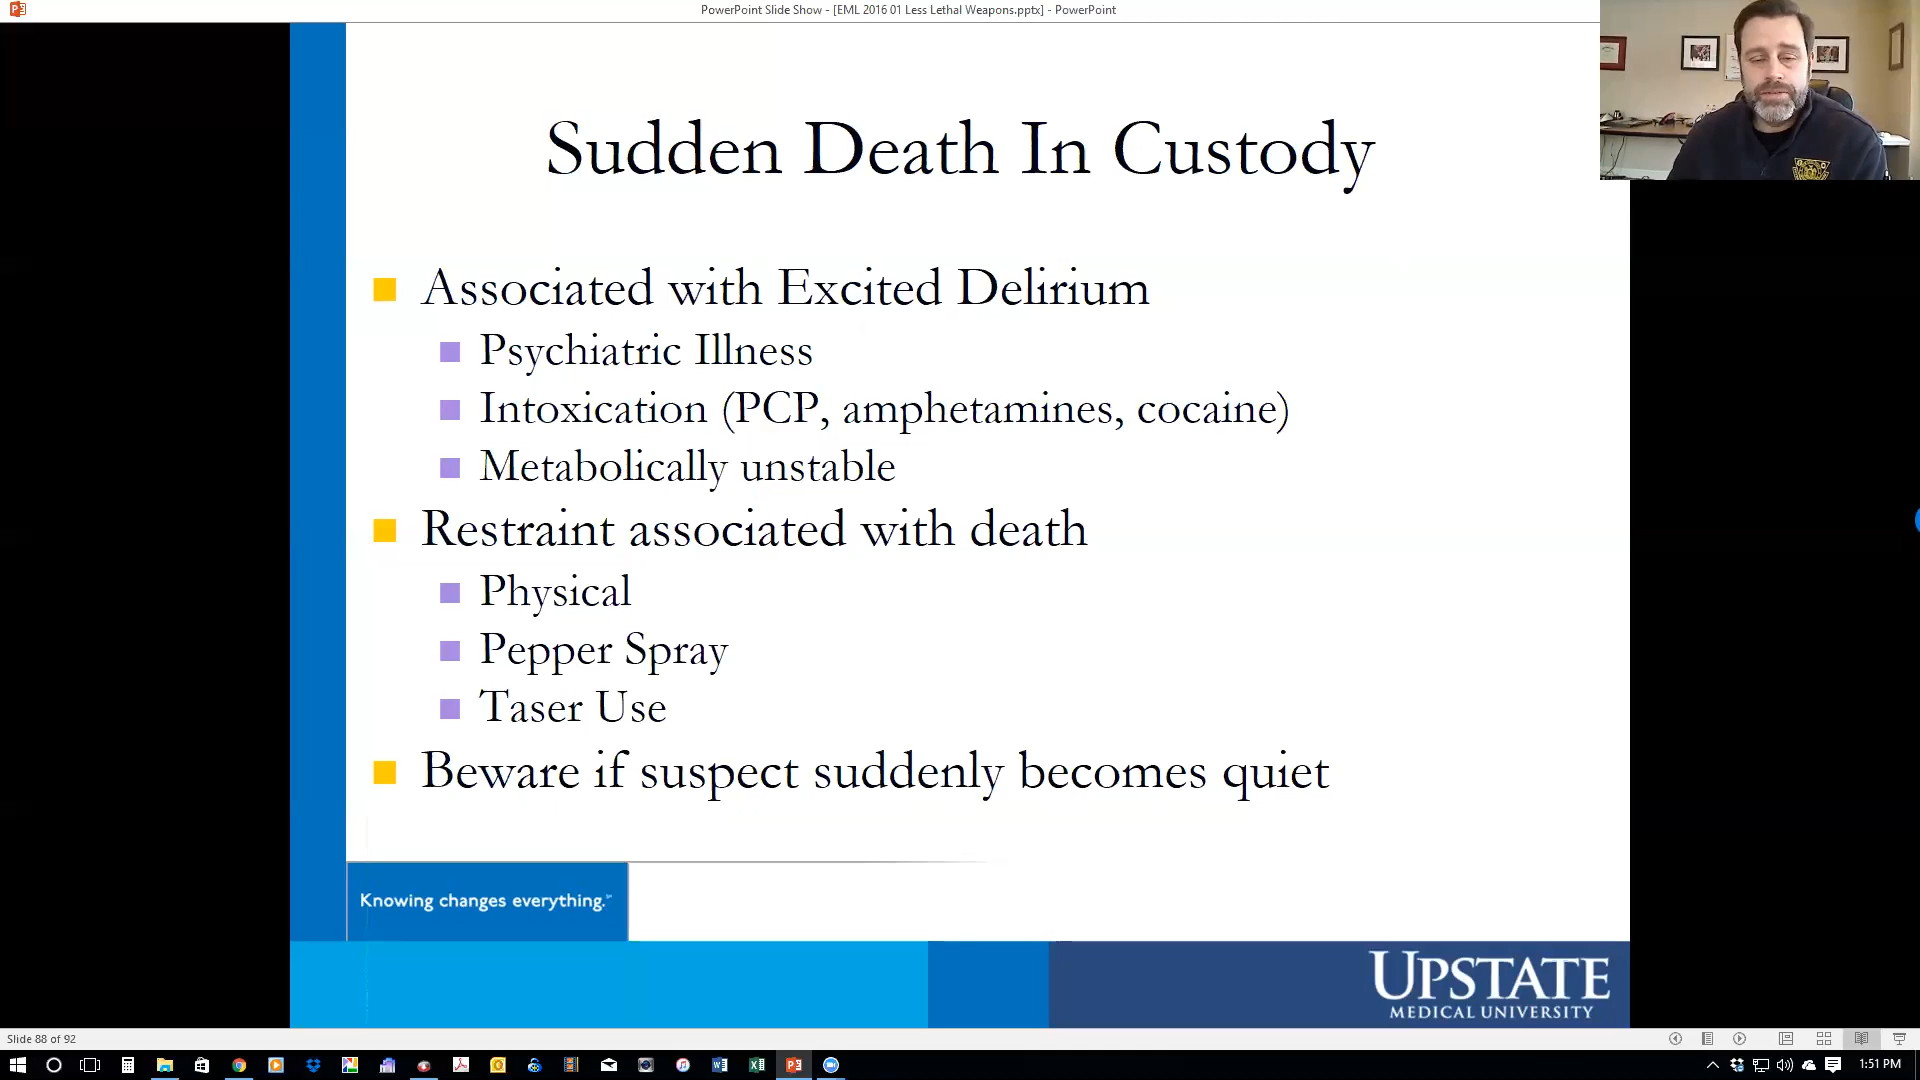 PowerPoint Slide Show - [EML 2016 01 Less Lethal Weapons.pptx] - PowerPoint
Sudden Death In Custody
Associated with Excited Delirium
Psychiatric Illness
Intoxication (PCP, amphetamines, cocaine)
Metabolically unstable
Restraint associated with death
Physical
Pepper Spray
Taser Use
Beware if suspect suddenly becomes quiet
Knowing changes everything.
UPSTATE
MEDICAL UNIVERSITY
Slide 88 of 92
1:51 PM